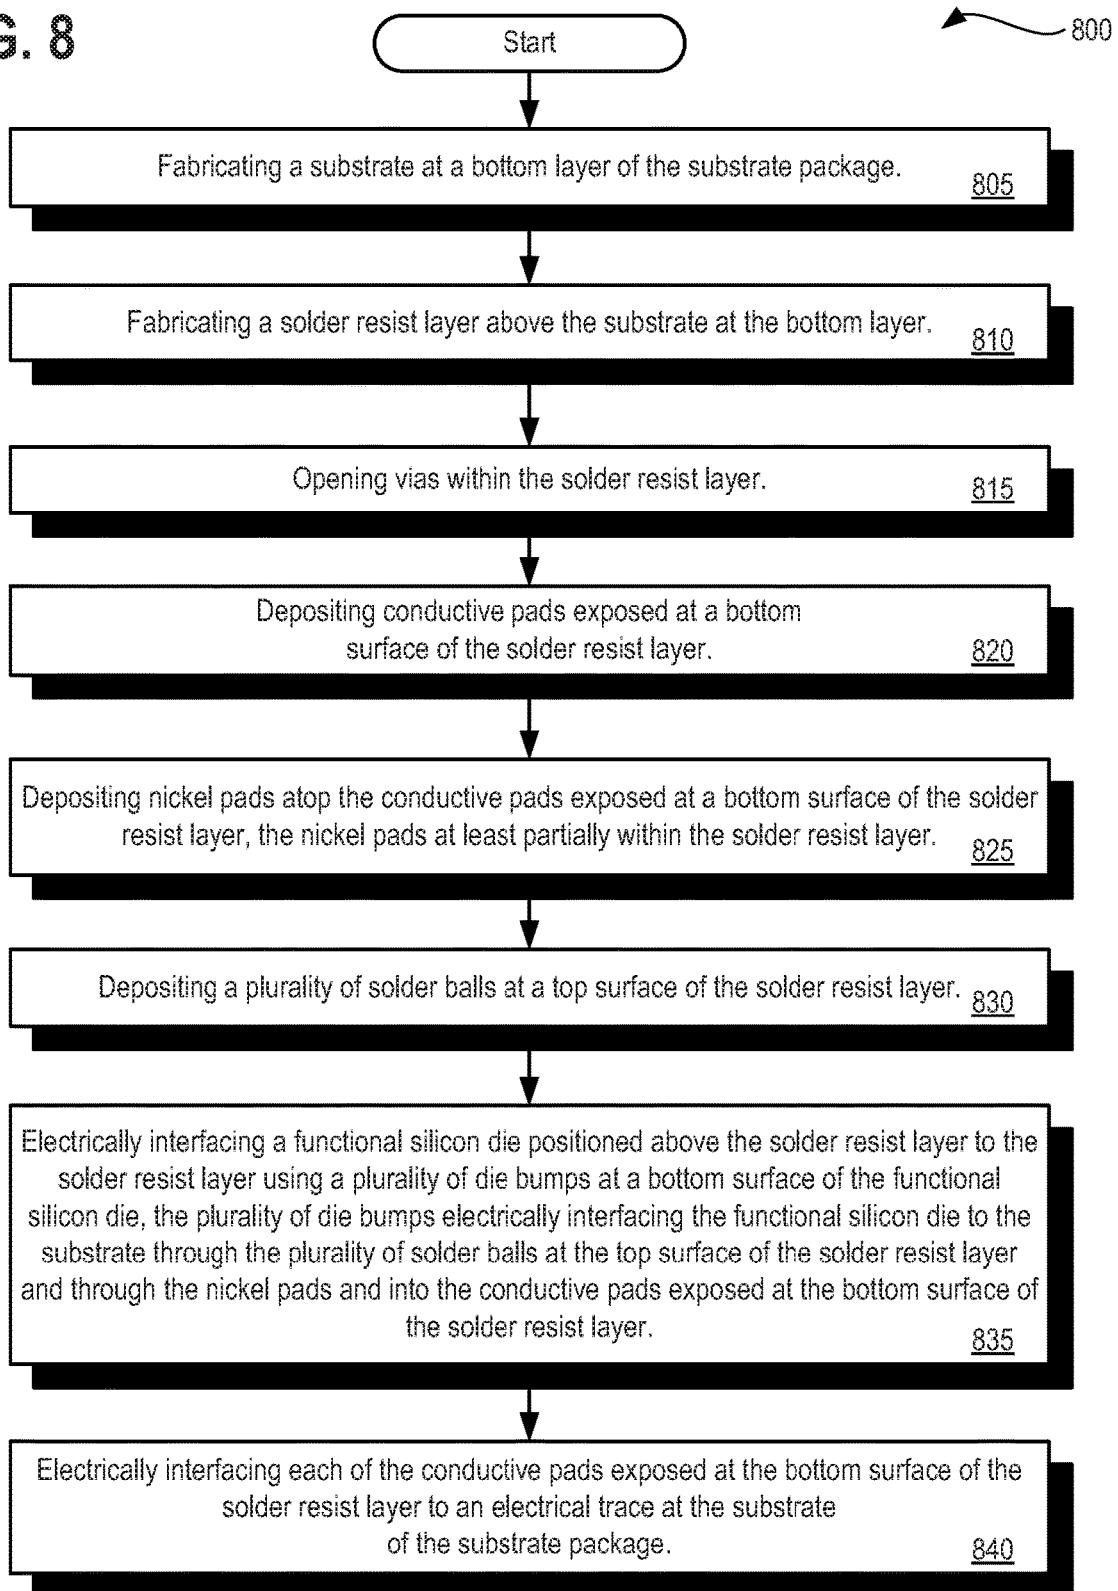 G. 8
Start
800
Fabricating a substrate at a bottom layer of the substrate package.
805
Fabricating a solder resist layer above the substrate at the bottom layer.
810
Opening vias within the solder resist layer.
815
Depositing conductive pads exposed at a bottom
surface of the solder resist layer.
820
Depositing nickel pads atop the conductive pads exposed at a bottom surface of the solder
resist layer, the nickel pads at least partially within the solder resist layer.
825
Depositing a plurality of solder balls at a top surface of the solder resist layer.
830
Electrically interfacing a functional silicon die positioned above the solder resist layer to the
solder resist layer using a plurality of die bumps at a bottom surface of the functional
silicon die, the plurality of die bumps electrically interfacing the functional silicon die to the
substrate through the plurality of solder balls at the top surface of the solder resist layer
and through the nickel pads and into the conductive pads exposed at the bottom surface of
the solder resist layer.
835
Electrically interfacing each of the conductive pads exposed at the bottom surface of the
solder resist layer to an electrical trace at the substrate
of the substrate package.
840